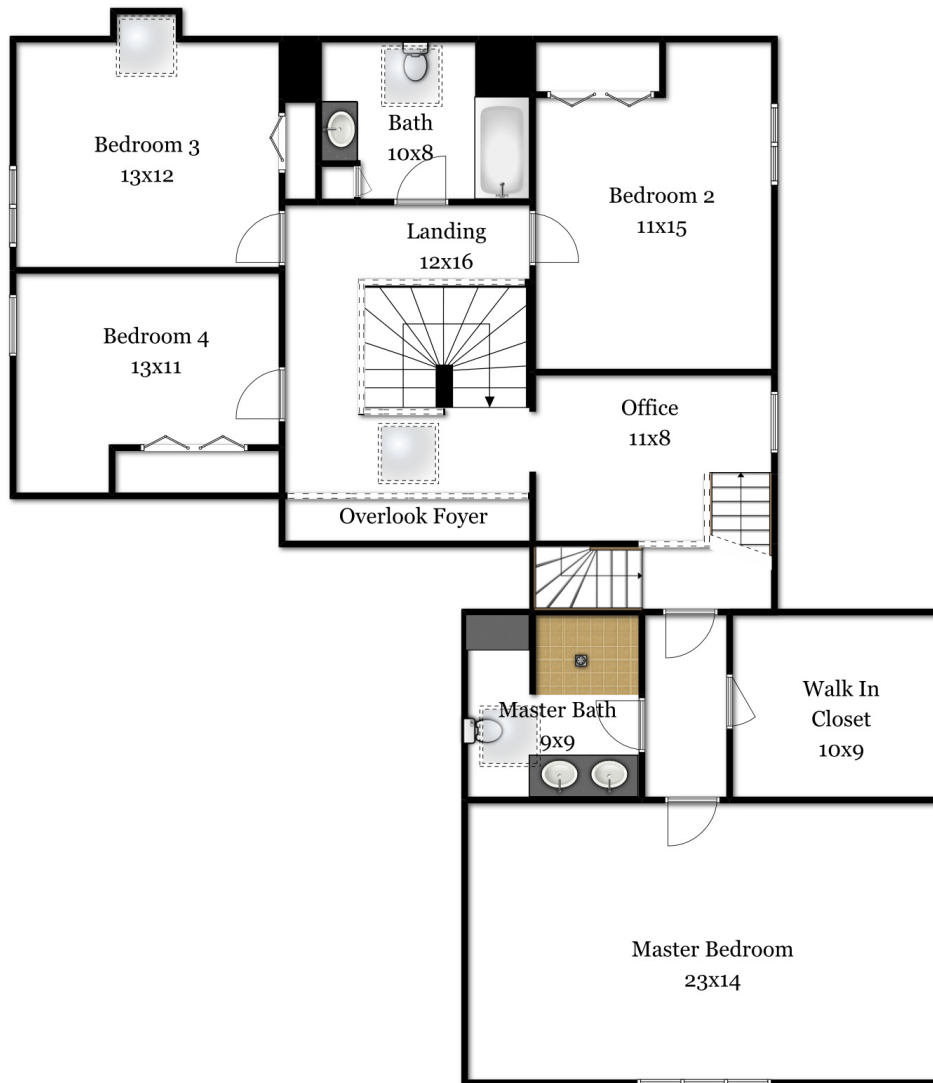 Bedroom 3
13x12
Bath
10x8
Bedroom 2
11x15
Landing
12x16
Bedroom 4
13x11
Office
11x8
Overlook Foyer
Master Bath
9x9
Walk In
Closet
10x9
Master Bedroom
23x14